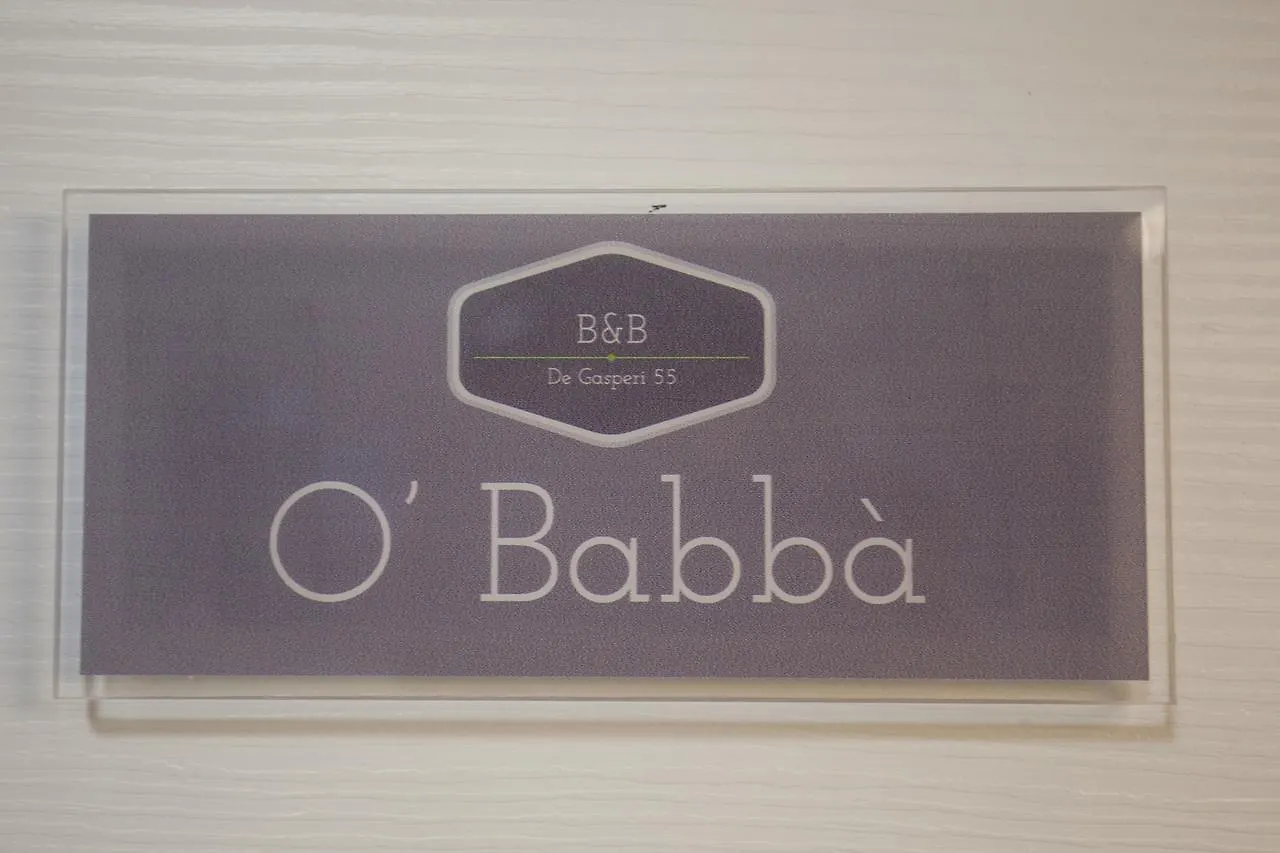 B&B
De Gasperi 55
O' Babbà